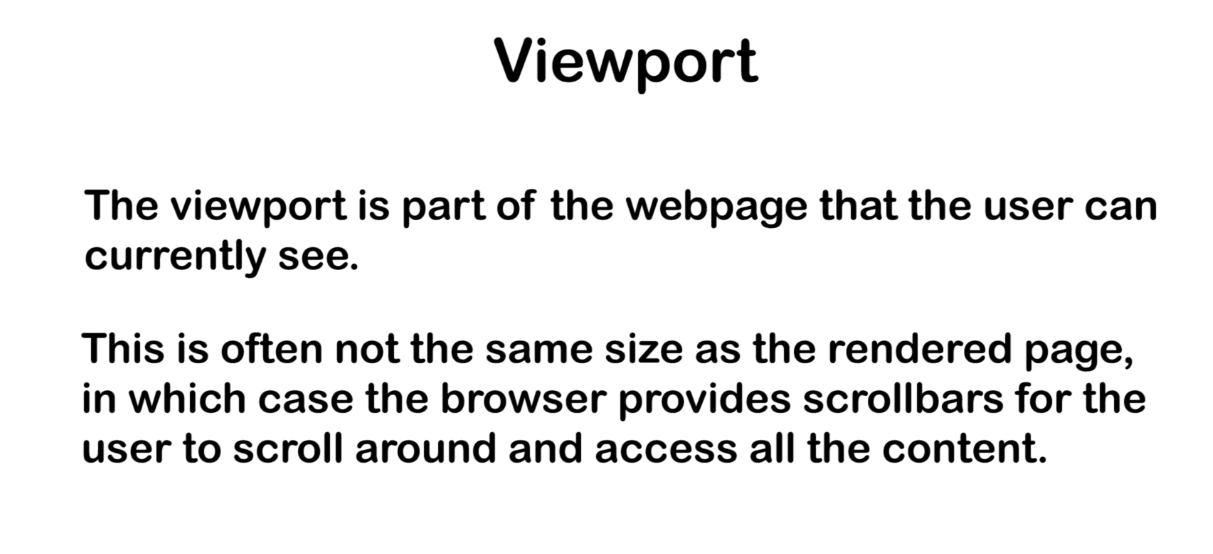 Viewport
The viewport is part of the webpage that the user can
currently see.
This is often not the same size as the rendered page,
in which case the browser provides scrollbars for the
user to scroll around and access all the content.